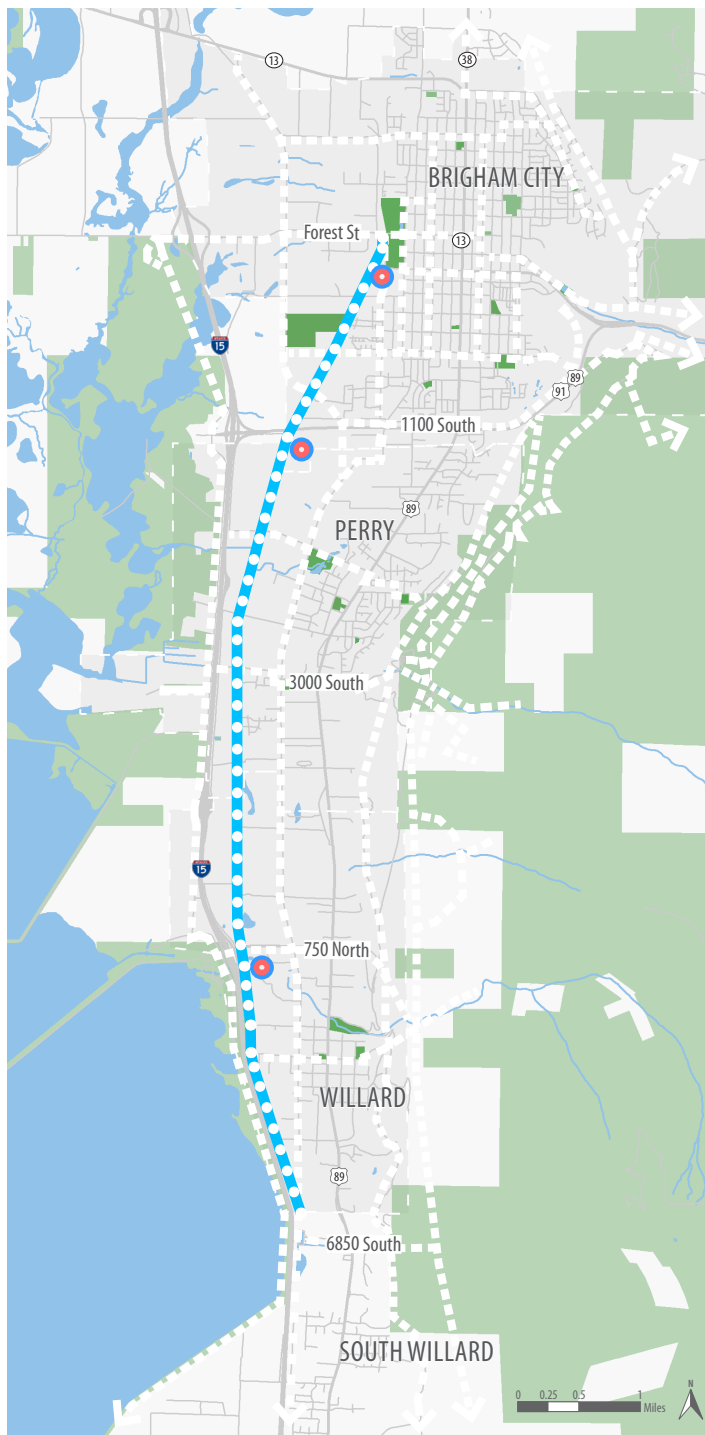 13
38
BRIGHAM CITY
Forest St
13
15
89
91
1100 South
89
PERRY
3000 South
15
750 North
WILLARD
89
6850 South
SOUTH WILLARD
N
0 0.25 0.5 1
Miles